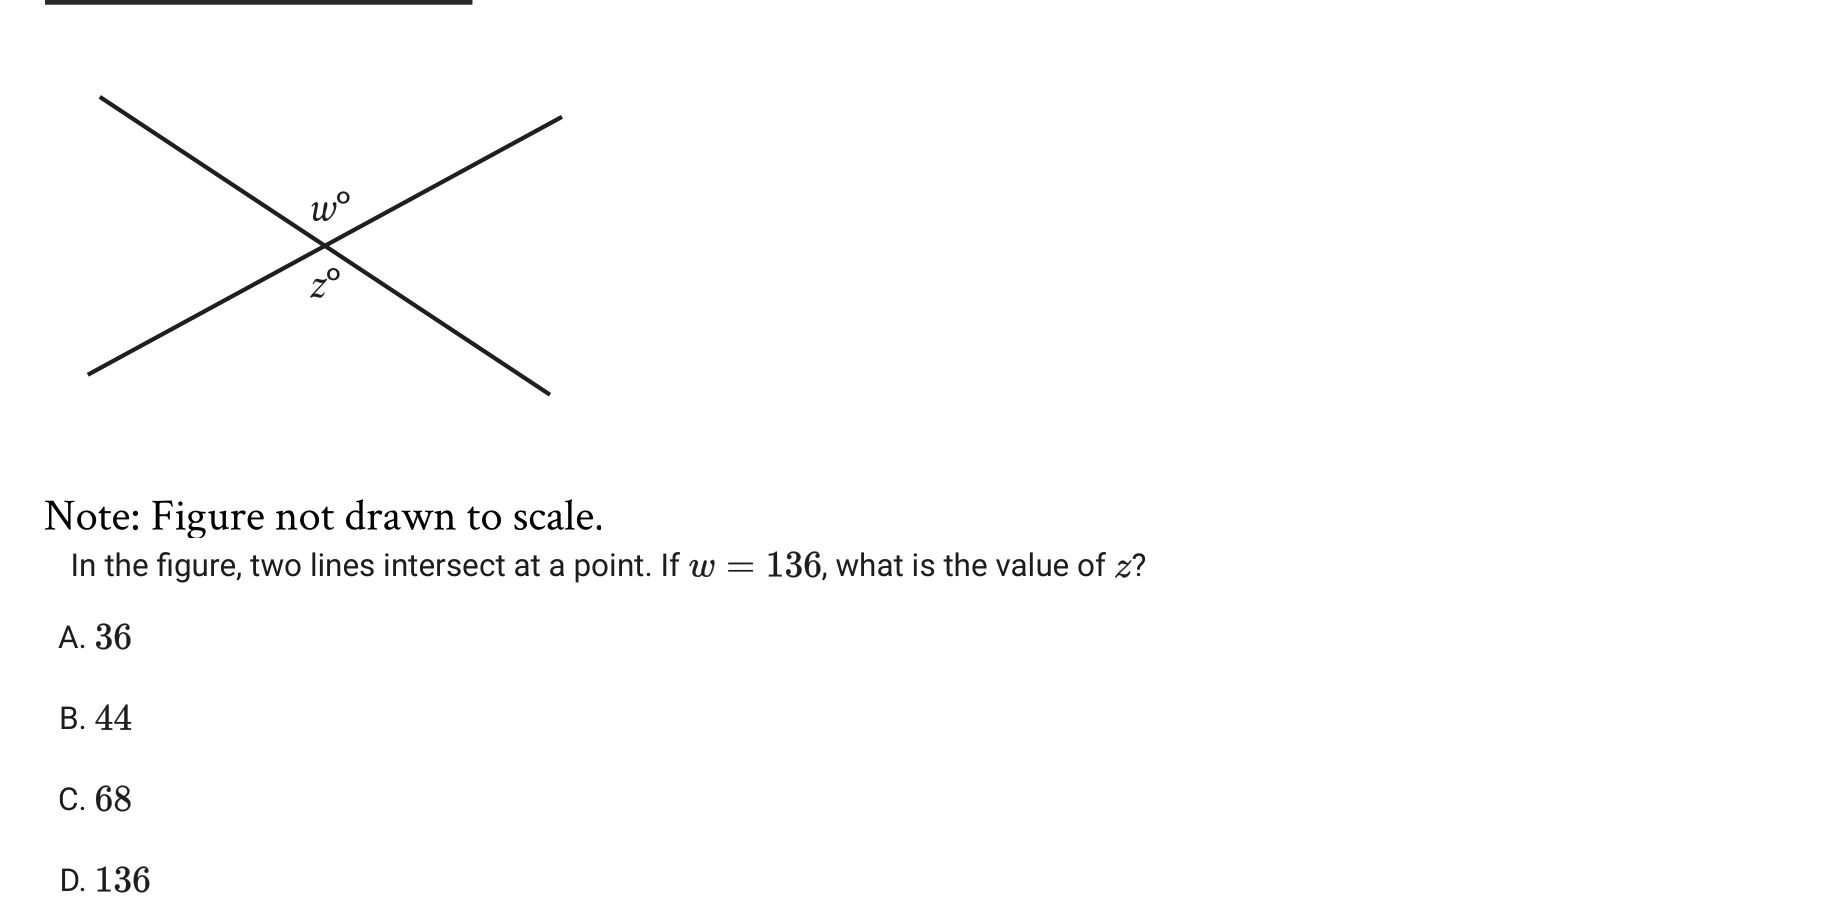 w°
z°
Note: Figure not drawn to scale.
In the figure, two lines intersect at a point. If w = 136, what is the value of z?
A. 36
B. 44
C. 68
D. 136